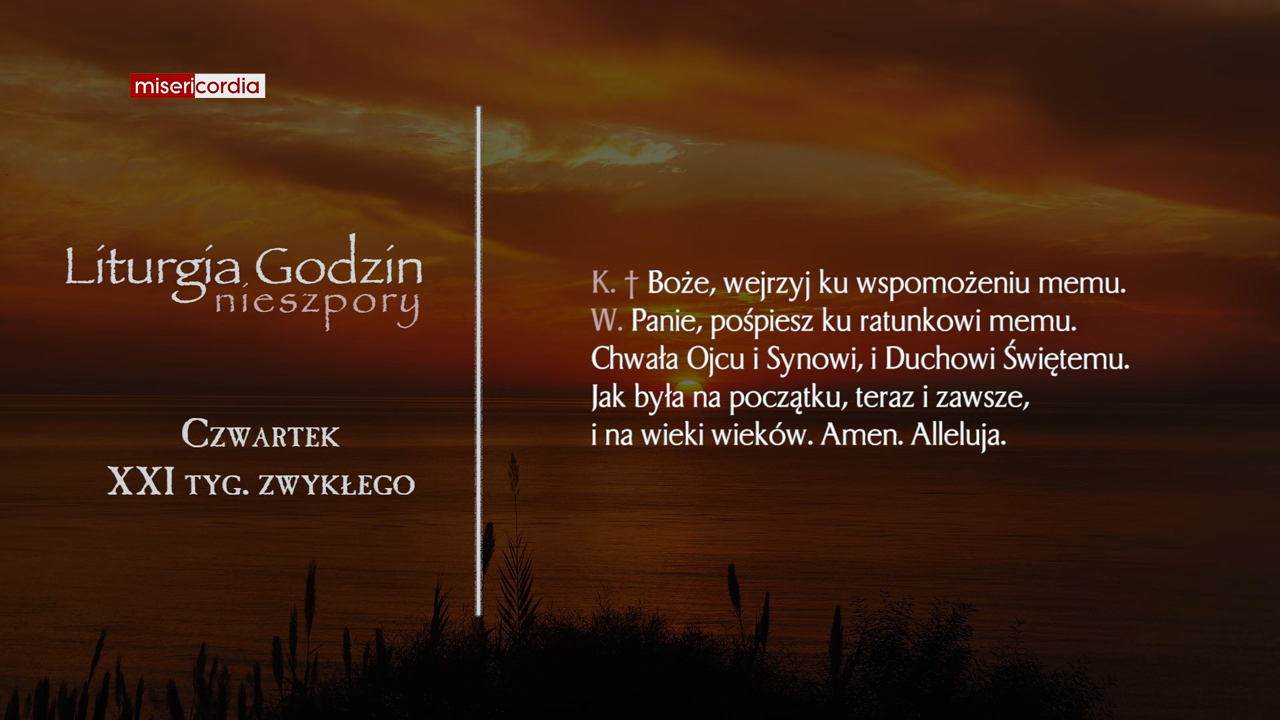 misericordia
Liturgia Godzin
nieszpory
Czwartek
XXI tyg. zwykłego
K. † Boże, wejrzyj ku wspomożeniu memu.
W. Panie, pośpiesz ku ratunkowi memu.
Chwała Ojcu i Synowi, i Duchowi Świętemu.
Jak była na początku, teraz i zawsze,
i na wieki wieków. Amen. Alleluja.